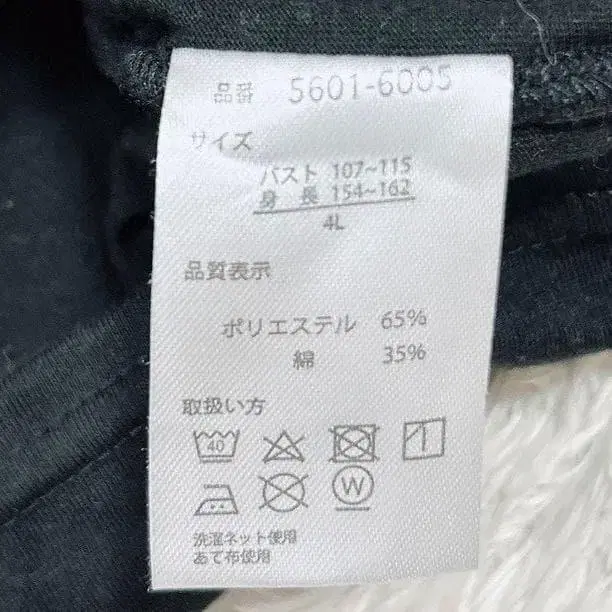 品番 5601-6005
サイズ
バスト 107~115
身長 154~162
4L
品質表示
ポリエステル 65%
綿 35%
取扱い方
40
W
洗濯ネット使用
あて布使用